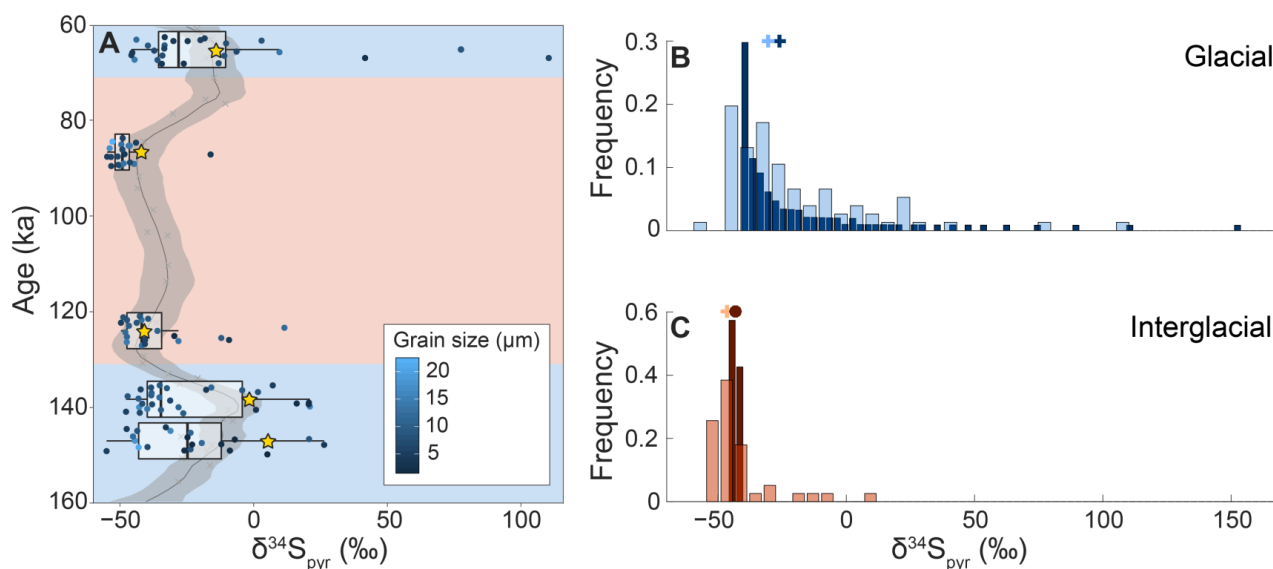 A
60
80
100
120
140
160
Age (ka)
−50
0
50
100
δ³⁴Spyr (‰)
Grain size (μm)
20
15
10
5
B
Glacial
0.3
0.2
0.1
0
Frequency
C
Interglacial
0.6
0.4
0.2
0
Frequency
−50
0
50
100
150
δ³⁴Spyr (‰)